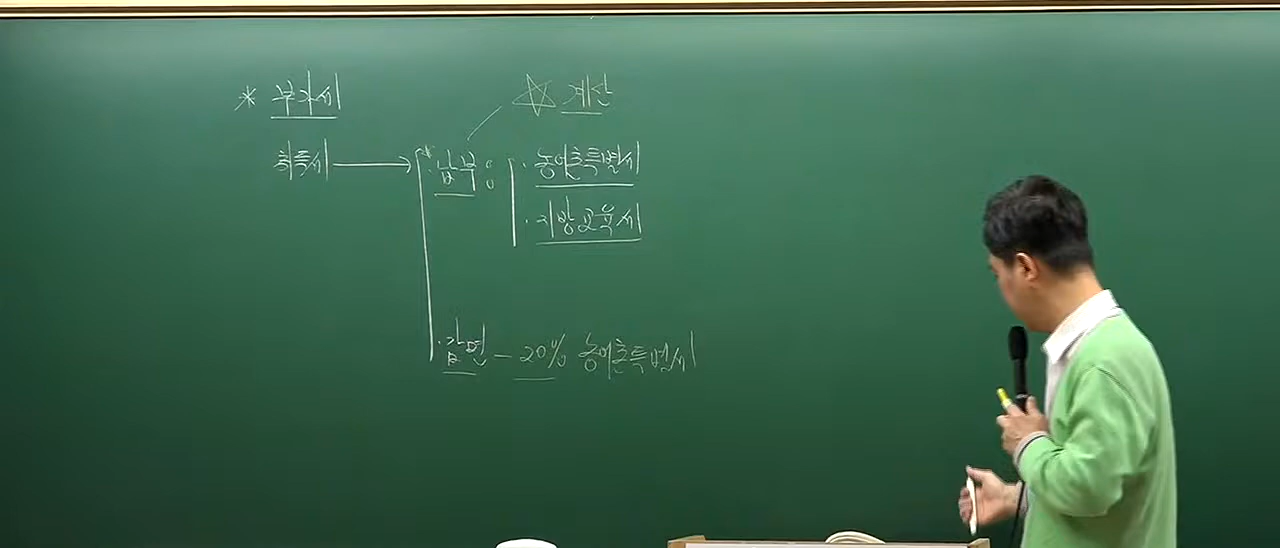 * 부가세
☆ 계산
취득세 → · 납부 : · 농어촌특별세
· 지방교육세
· 감면 - 20% 농어촌특별세